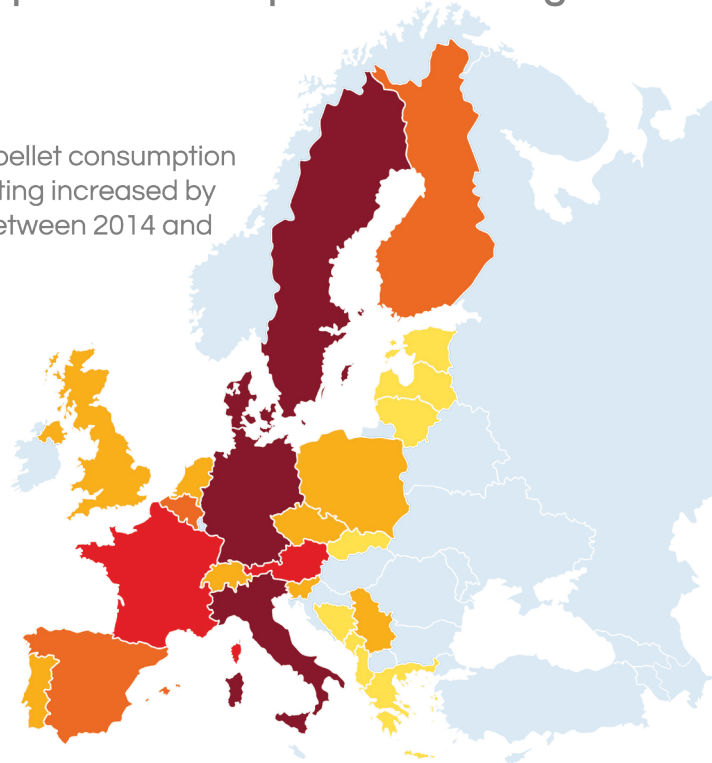 pellet consumption
ting increased by
etween 2014 and